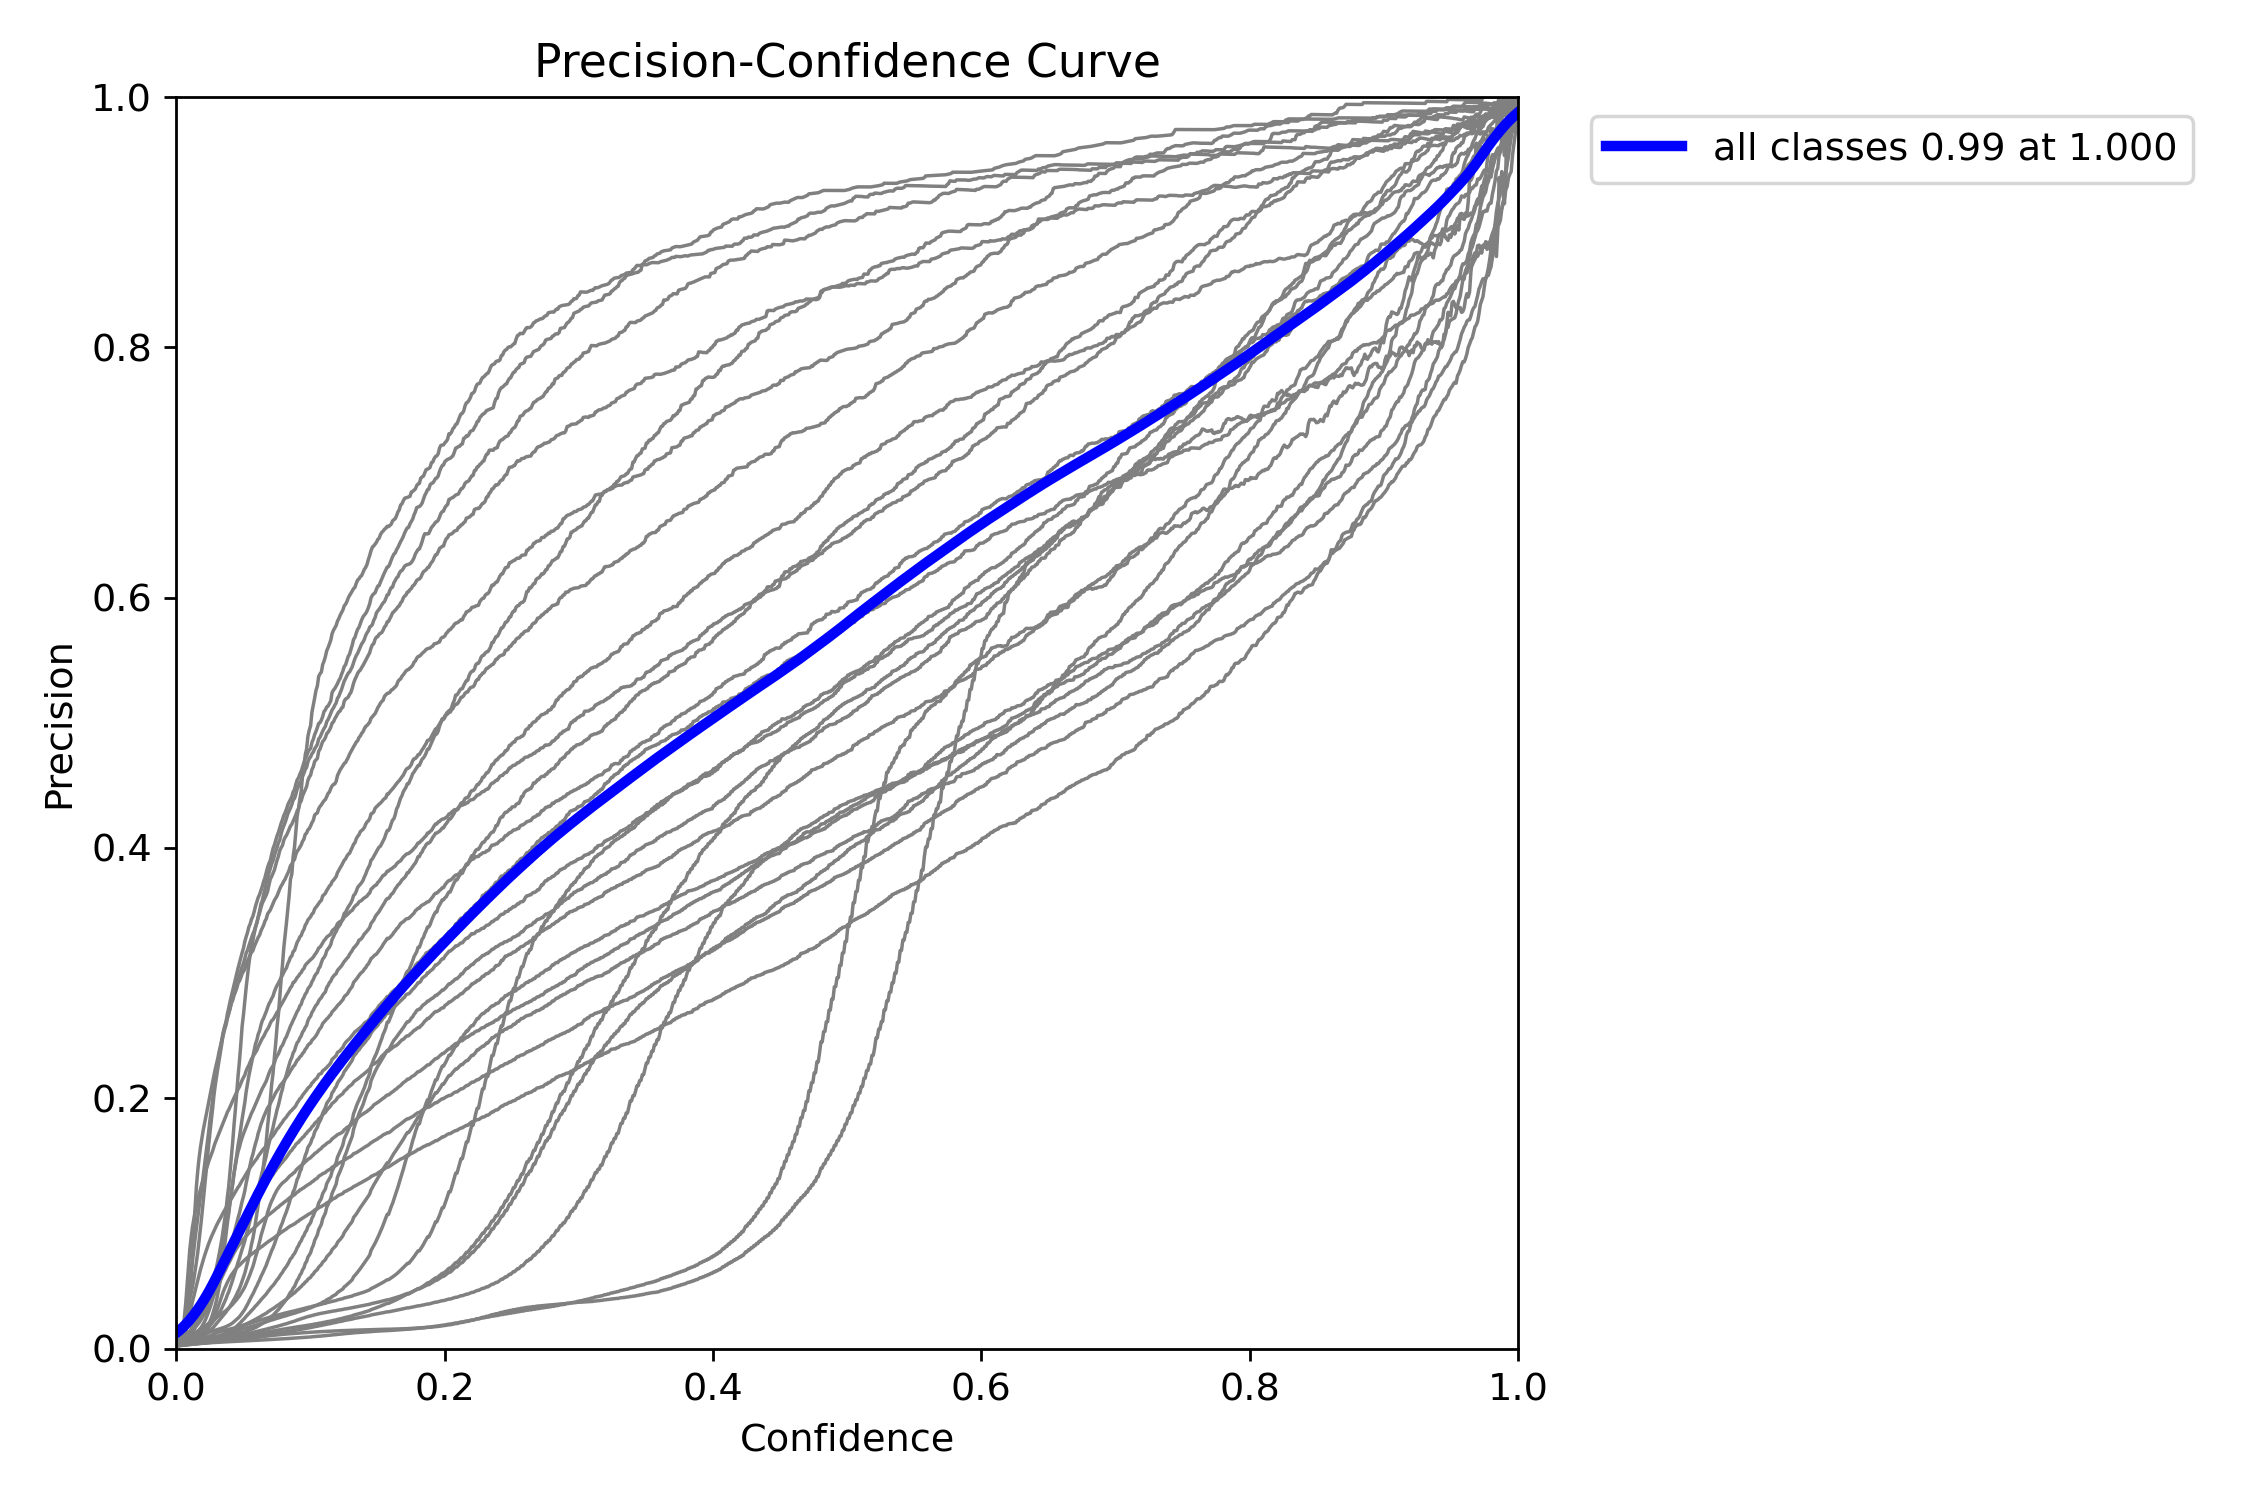 Precision-Confidence Curve
all classes 0.99 at 1.000
Precision
1.0
0.8
0.6
0.4
0.2
0.0
0.0 0.2 0.4 0.6 0.8 1.0
Confidence